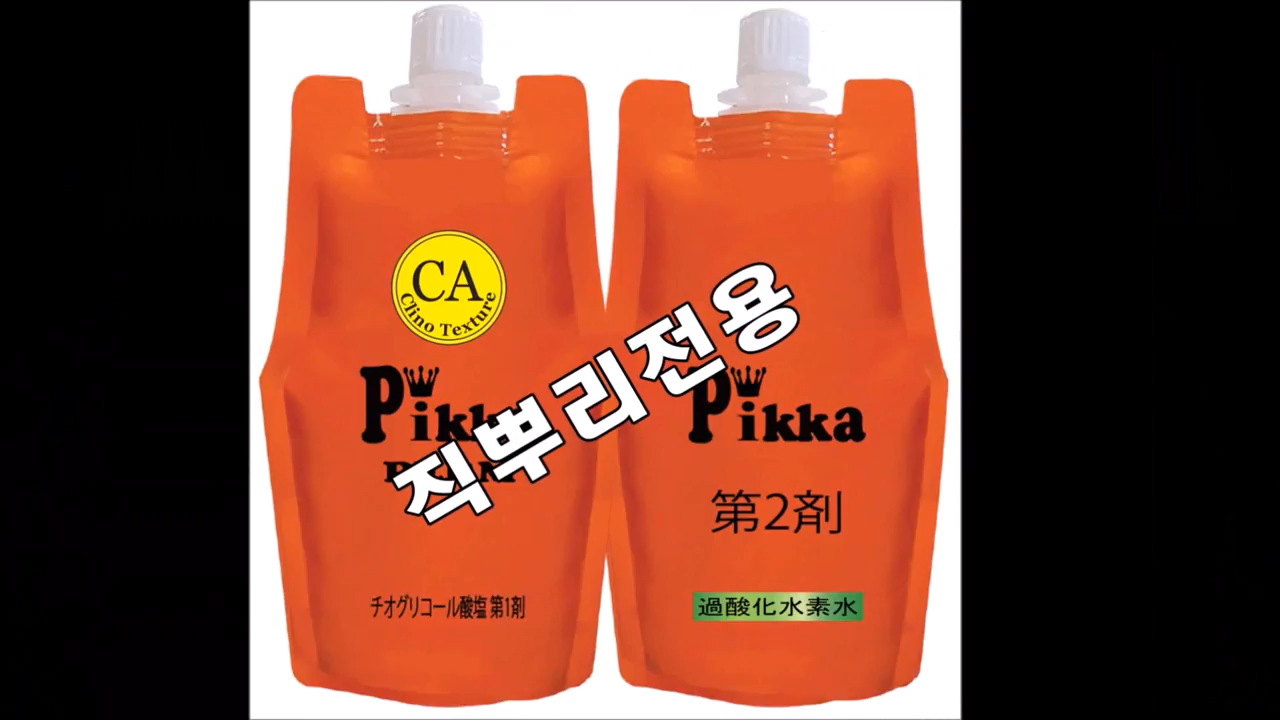 CA
Clino Texture
Pikka
チオグリコール酸塩 第1剤
Pikka
第2剤
過酸化水素水
직뿌리전용